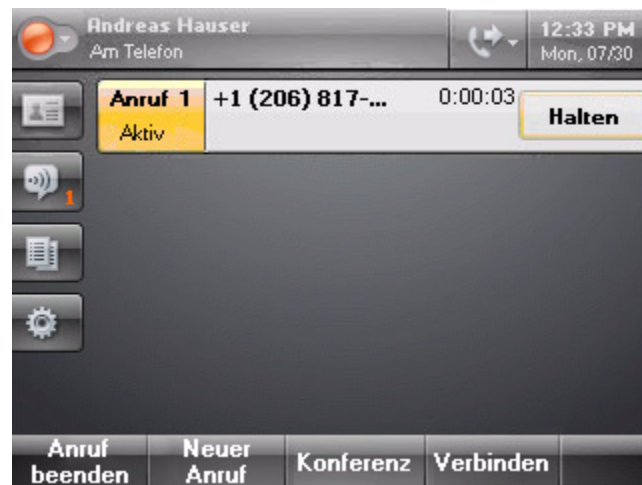 Andreas Hauser
Am Telefon
12:33 PM
Mon, 07/30
Anruf 1
Aktiv
+1 (206) 817-...
0:00:03
Halten
1
Anruf beenden
Neuer Anruf
Konferenz
Verbinden